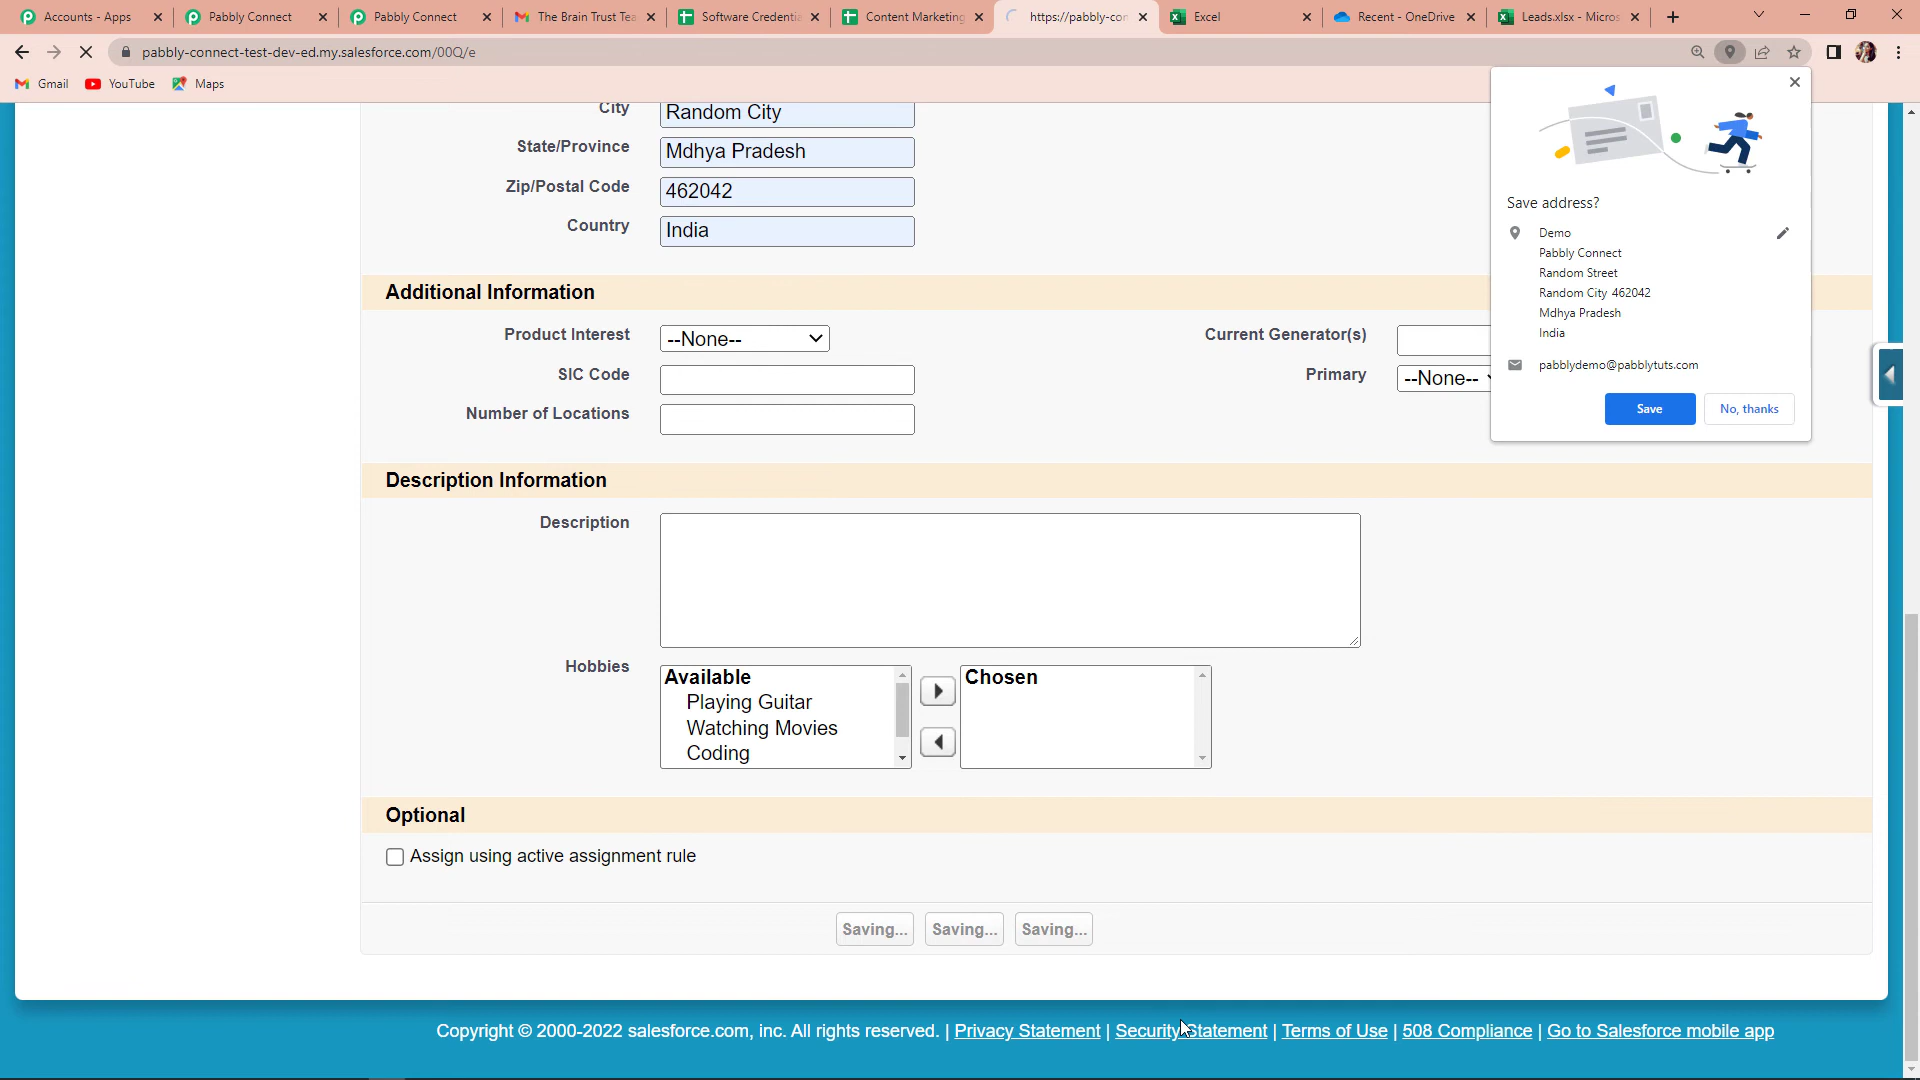 Accounts - Apps
Pabbly Connect
Pabbly Connect
The Brain Trust Tea
Software Credentia
Content Marketing
https://pabbly-con
Excel
Recent - OneDrive
Leads.xlsx - Micros
pabbly-connect-test-dev-ed.my.salesforce.com/00Q/e
Gmail
YouTube
Maps
City
Random City
State/Province
Mdhya Pradesh
Zip/Postal Code
462042
Country
India
Save address?
Demo
Pabbly Connect
Random Street
Random City 462042
Mdhya Pradesh
India
pabblydemo@pabblytuts.com
Save
No, thanks
Additional Information
Product Interest
--None--
Current Generator(s)
SIC Code
Primary
--None--
Number of Locations
Description Information
Description
Hobbies
Available
Playing Guitar
Watching Movies
Coding
Chosen
Optional
Assign using active assignment rule
Saving...
Saving...
Saving...
Copyright © 2000-2022 salesforce.com, inc. All rights reserved. | Privacy Statement | Security Statement | Terms of Use | 508 Compliance | Go to Salesforce mobile app